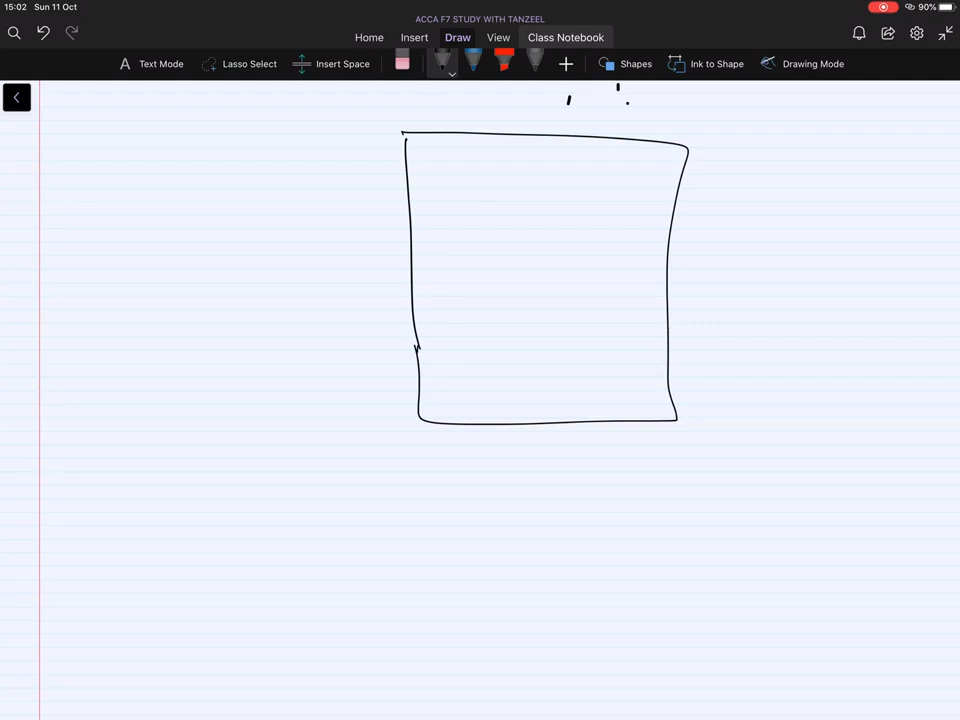 15:02 Sun 11 Oct 90%
ACCA F7 STUDY WITH TANZEEL
Home Insert Draw View Class Notebook
A Text Mode Lasso Select Insert Space Shapes Ink to Shape Drawing Mode